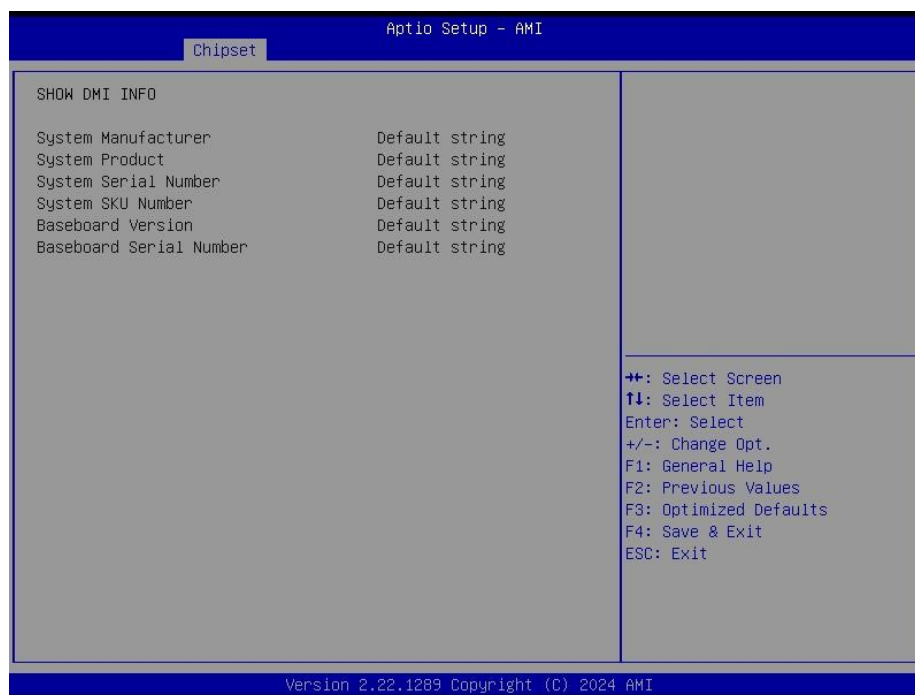 Aptio Setup – AMI
Chipset
SHOW DMI INFO
System Manufacturer Default string
System Product Default string
System Serial Number Default string
System SKU Number Default string
Baseboard Version Default string
Baseboard Serial Number Default string
→←: Select Screen
↑↓: Select Item
Enter: Select
+/-: Change Opt.
F1: General Help
F2: Previous Values
F3: Optimized Defaults
F4: Save & Exit
ESC: Exit
Version 2.22.1289 Copyright (C) 2024 AMI